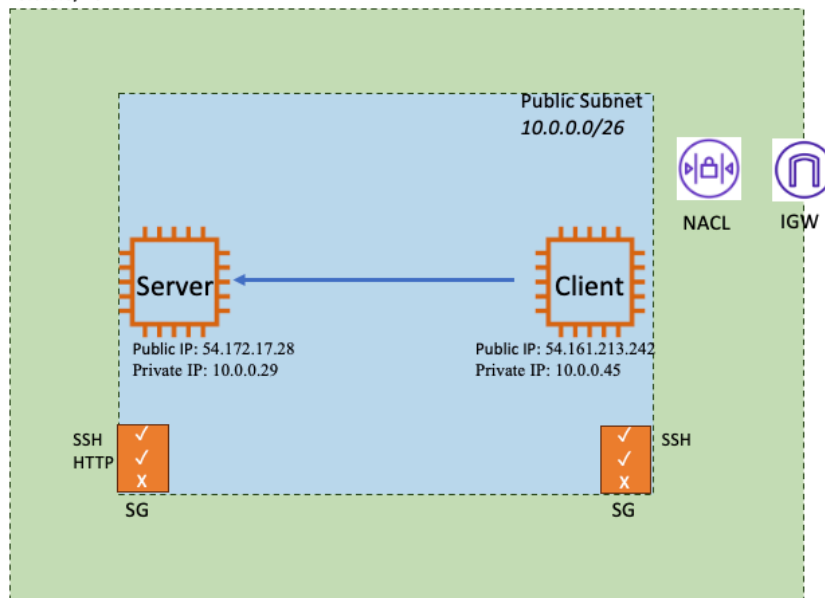 Public Subnet
10.0.0.0/26
NACL
IGW
Server
Client
Public IP: 54.172.17.28
Private IP: 10.0.0.29
Public IP: 54.161.213.242
Private IP: 10.0.0.45
SSH
HTTP
✓
✓
X
SG
✓
✓
X
SSH
SG